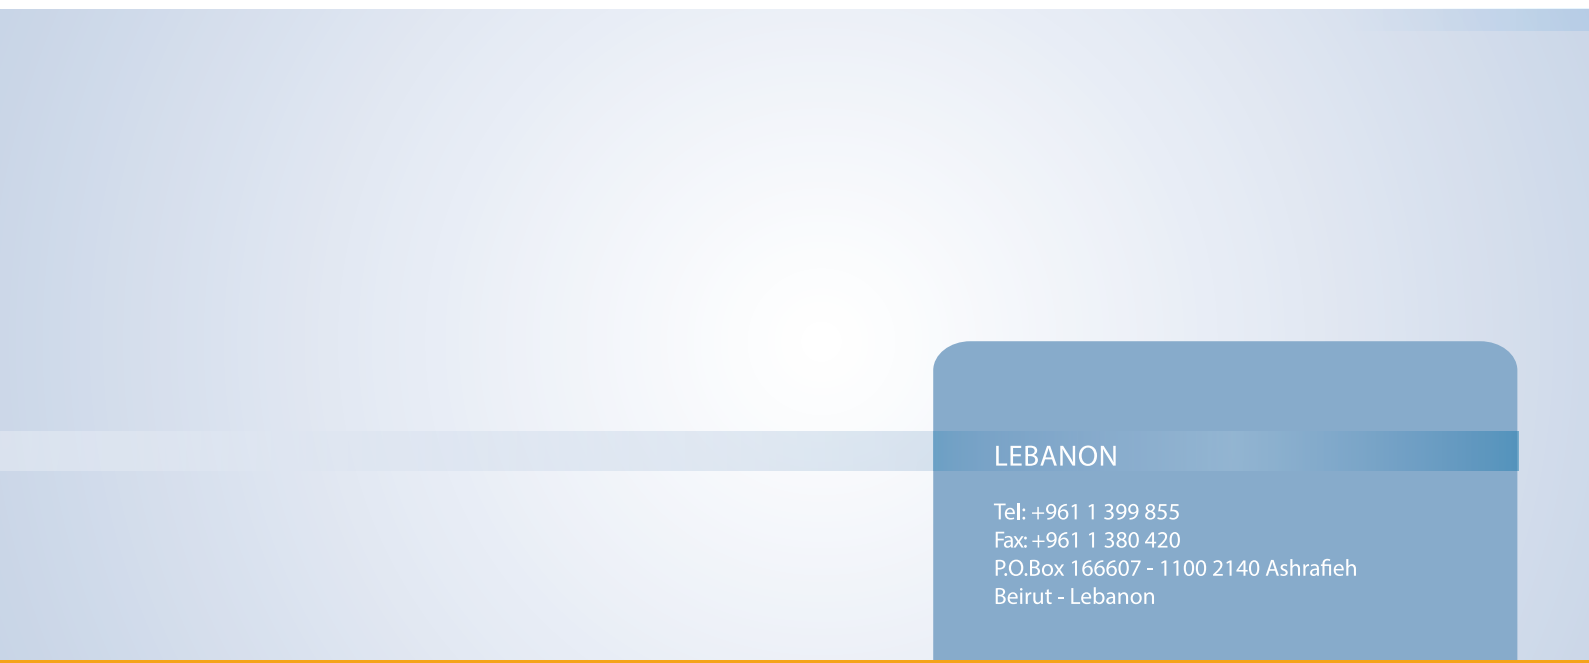 LEBANON
Tel: +961 1 399 855
Fax: +961 1 380 420
P.O.Box 166607 - 1100 2140 Ashrafieh
Beirut - Lebanon